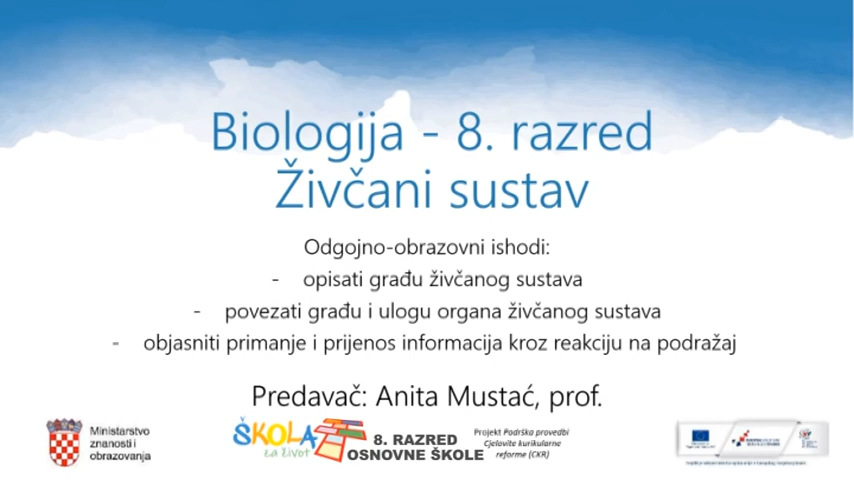 Biologija - 8. razred
Živčani sustav
Odgojno-obrazovni ishodi:
- opisati građu živčanog sustava
- povezati građu i ulogu organa živčanog sustava
- objasniti primanje i prijenos informacija kroz reakciju na podražaj
Predavač: Anita Mustać, prof.
Ministarstvo
znanosti i
obrazovanja
ŠKOLA
za život
8. RAZRED
OSNOVNE ŠKOLE
Projekt Podrška provedbi
Cjelovite kurikularne
reforme (CKR)